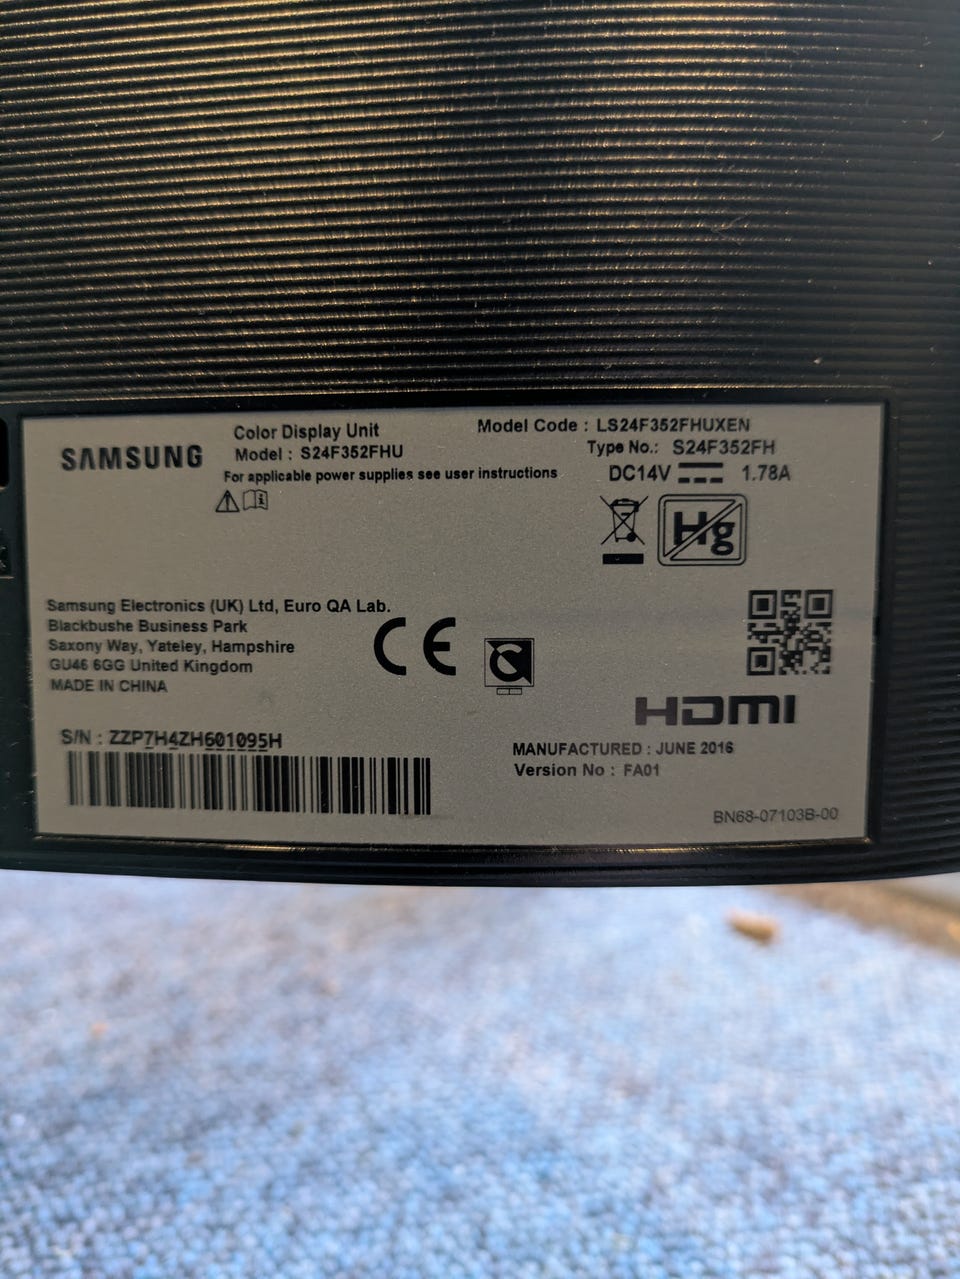 SAMSUNG
Color Display Unit
Model : S24F352FHU
For applicable power supplies see user instructions
Model Code : LS24F352FHUXEN
Type No.: S24F352FH
DC14V 1.78A
Hg
Samsung Electronics (UK) Ltd, Euro QA Lab.
Blackbushe Business Park
Saxony Way, Yateley, Hampshire
GU46 6GG United Kingdom
MADE IN CHINA
CE
HDMI
S/N : ZZP7H4ZH601095H
MANUFACTURED : JUNE 2016
Version No : FA01
BN68-07103B-00